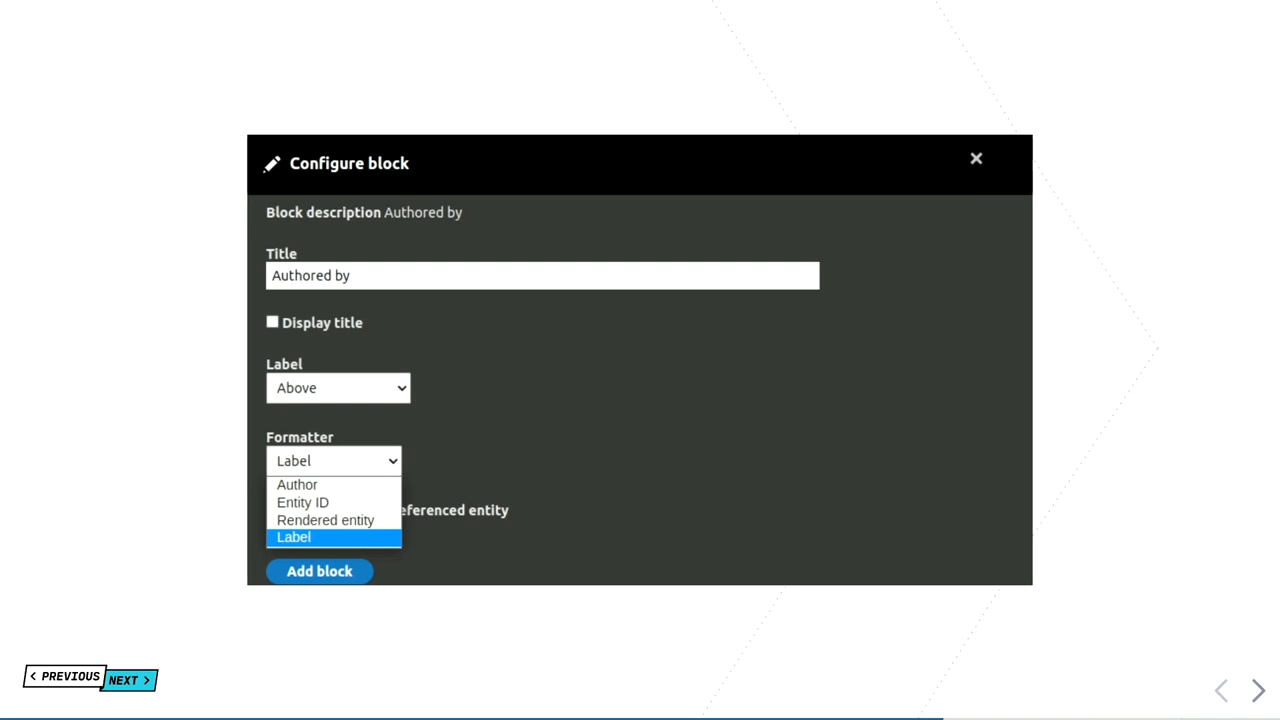 Configure block
Block description Authored by
Title
Authored by
Display title
Label
Above
Formatter
Label
Author
Entity ID
Rendered entity
Label
referenced entity
Add block
< PREVIOUS
NEXT >